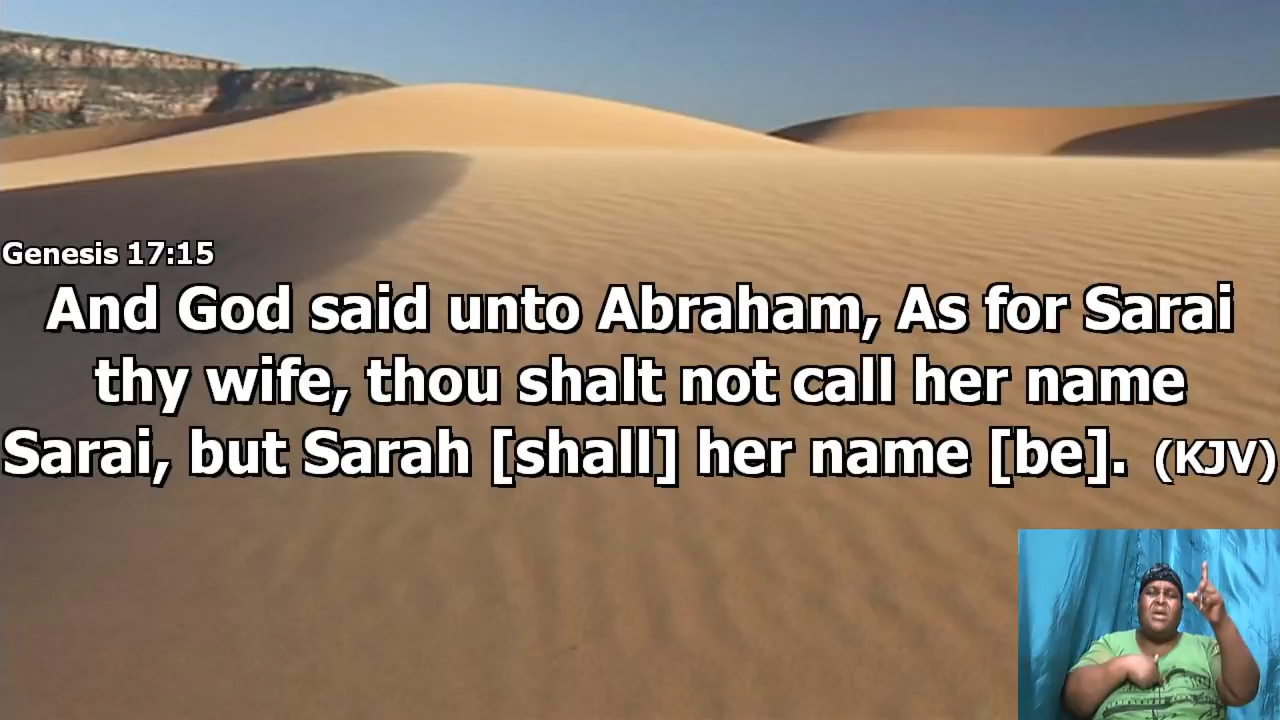 Genesis 17:15
And God said unto Abraham, As for Sarai
thy wife, thou shalt not call her name
Sarai, but Sarah [shall] her name [be]. (KJV)